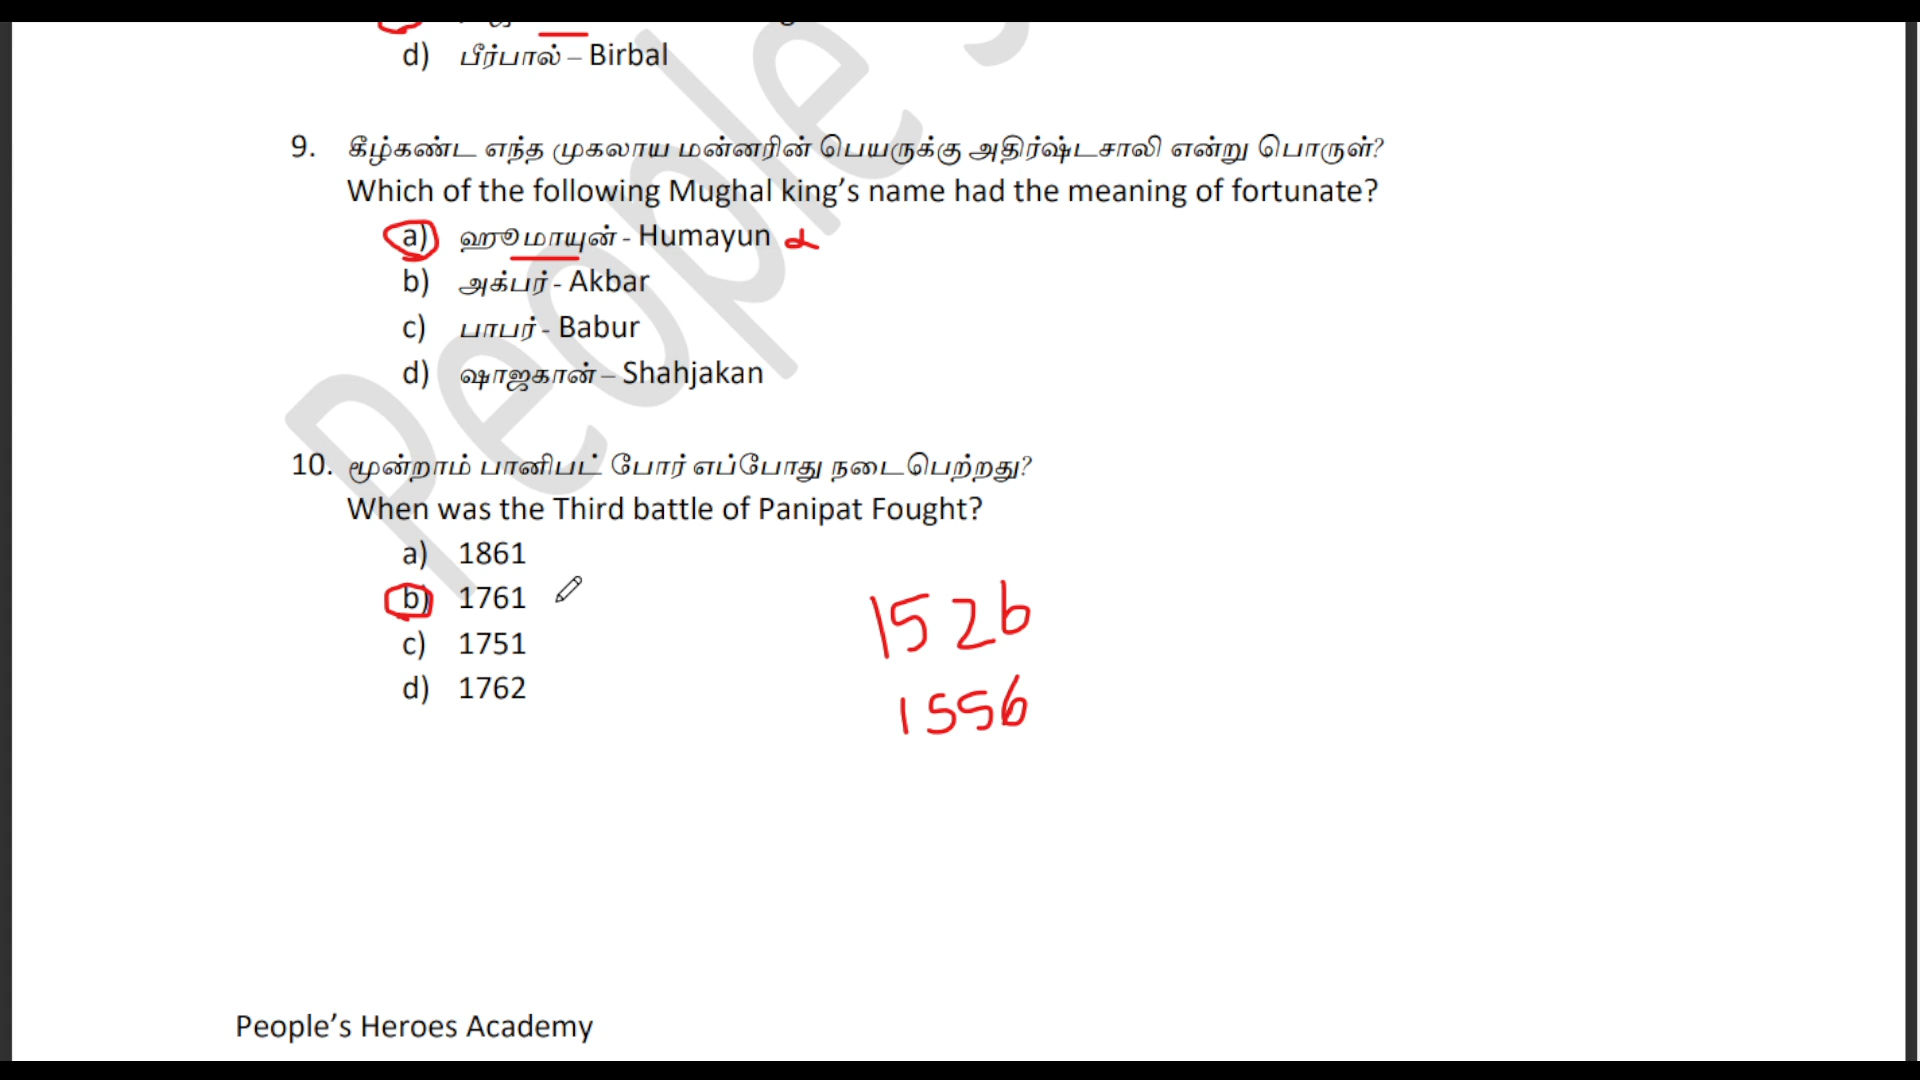 d) பீர்பால் – Birbal
9. கீழ்கண்ட எந்த முகலாய மன்னரின் பெயருக்கு அதிர்ஷ்டசாலி என்று பொருள்?
Which of the following Mughal king’s name had the meaning of fortunate?
a) ஹூமாயுன் - Humayun
b) அக்பர் - Akbar
c) பாபர் - Babur
d) ஷாஜகான் – Shahjakan
10. மூன்றாம் பானிபட் போர் எப்போது நடைபெற்றது?
When was the Third battle of Panipat Fought?
a) 1861
b) 1761
c) 1751
d) 1762
1526
1556
People’s Heroes Academy